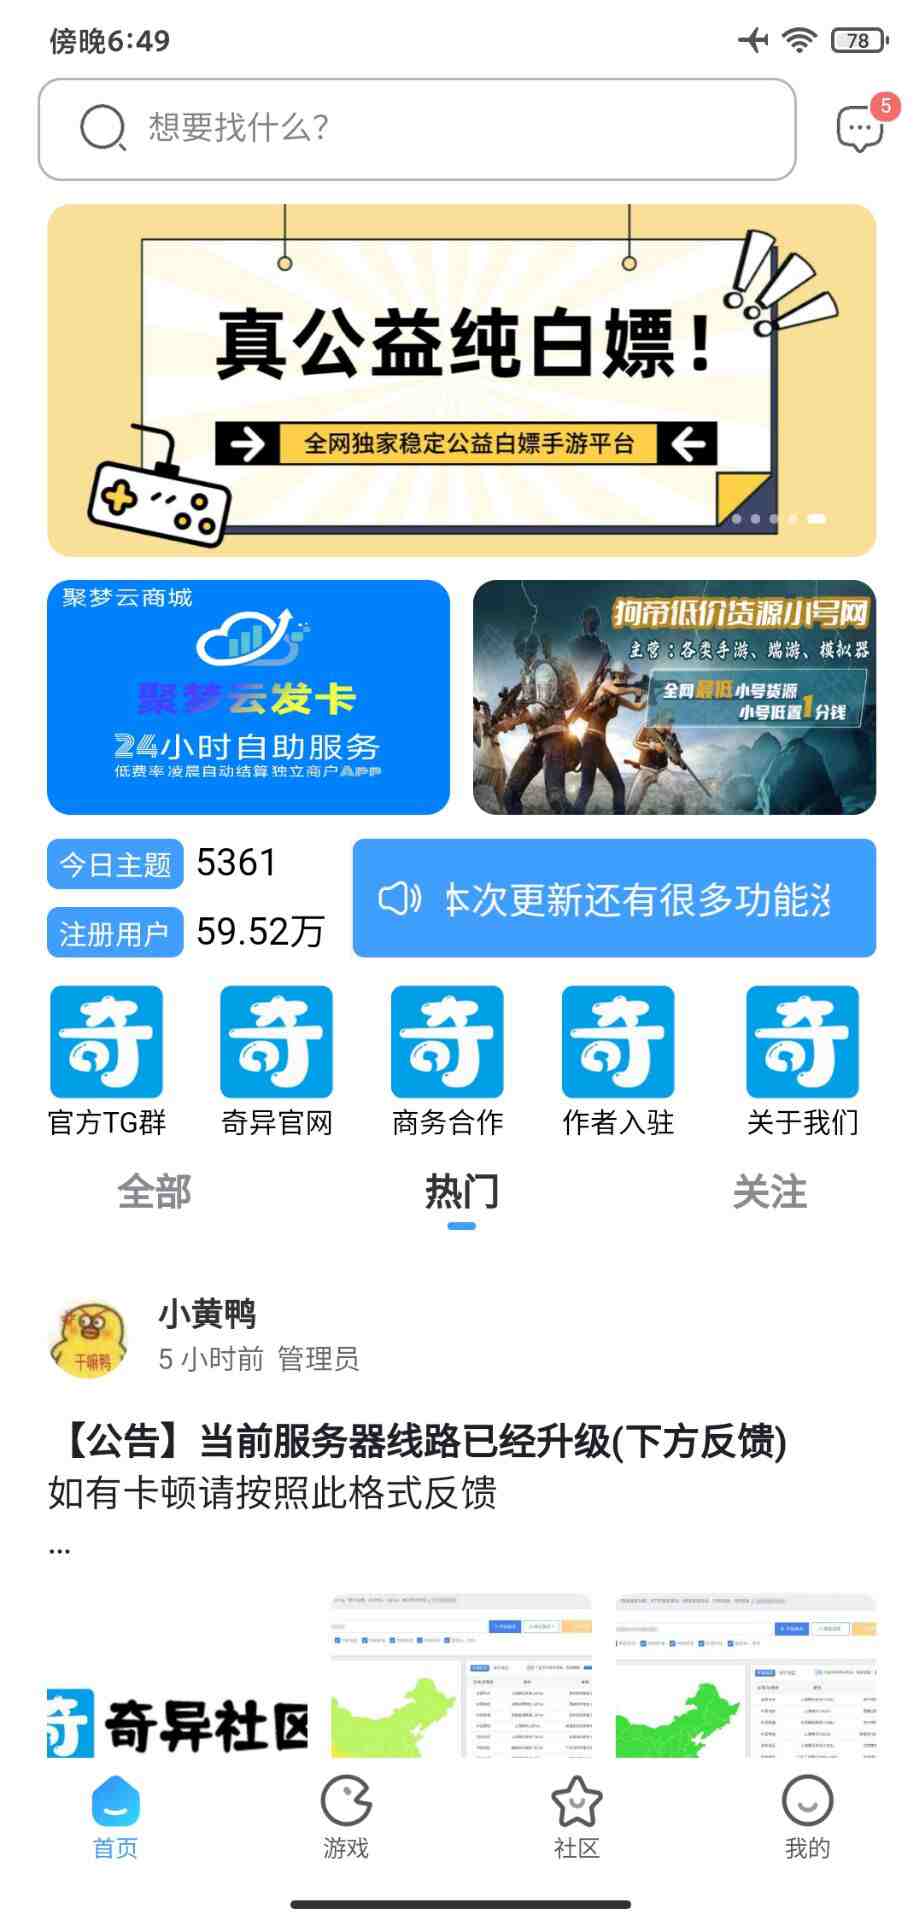 傍晚6:49
78
想要找什么?
5
真公益纯白嫖!
全网独家稳定公益白嫖手游平台
聚梦云商城
聚梦云发卡
24小时自助服务
低费率凌晨自动结算独立商户APP
狗帝低价货源小号网
主营:各类手游、端游、模拟器
全网最低小号货源
小号低置1分钱
今日主题 5361
注册用户 59.52万
本次更新还有很多功能没
奇 奇 奇 奇 奇
官方TG群 奇异官网 商务合作 作者入驻 关于我们
全部 热门 关注
小黄鸭
干嘛鸭
5 小时前 管理员
【公告】当前服务器线路已经升级(下方反馈)
如有卡顿请按照此格式反馈
...
奇 奇异社区
首页 游戏 社区 我的